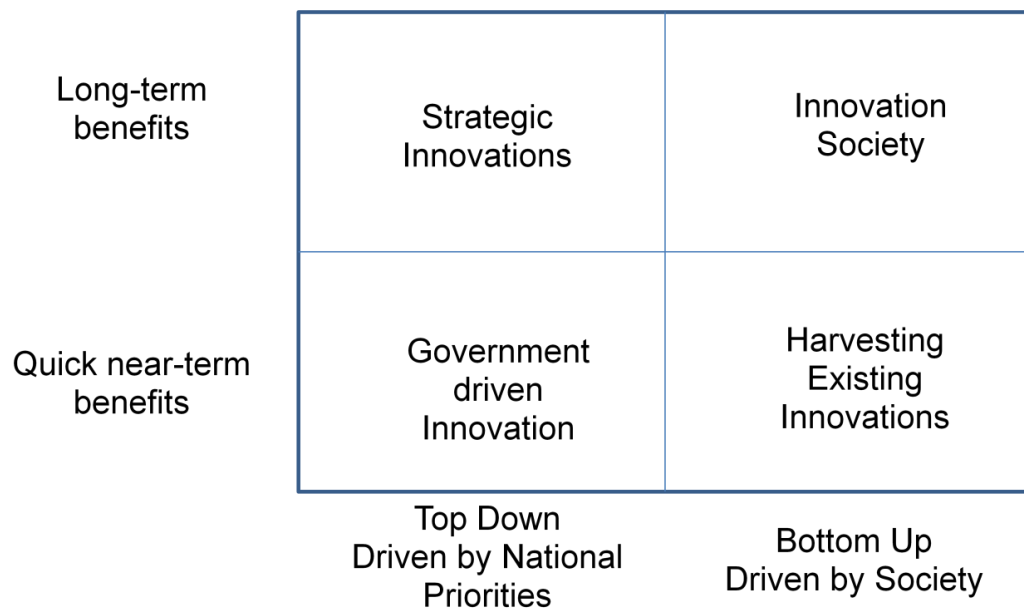 Long-term
benefits
Strategic
Innovations
Innovation
Society
Quick near-term
benefits
Government
driven
Innovation
Harvesting
Existing
Innovations
Top Down
Driven by National
Priorities
Bottom Up
Driven by Society